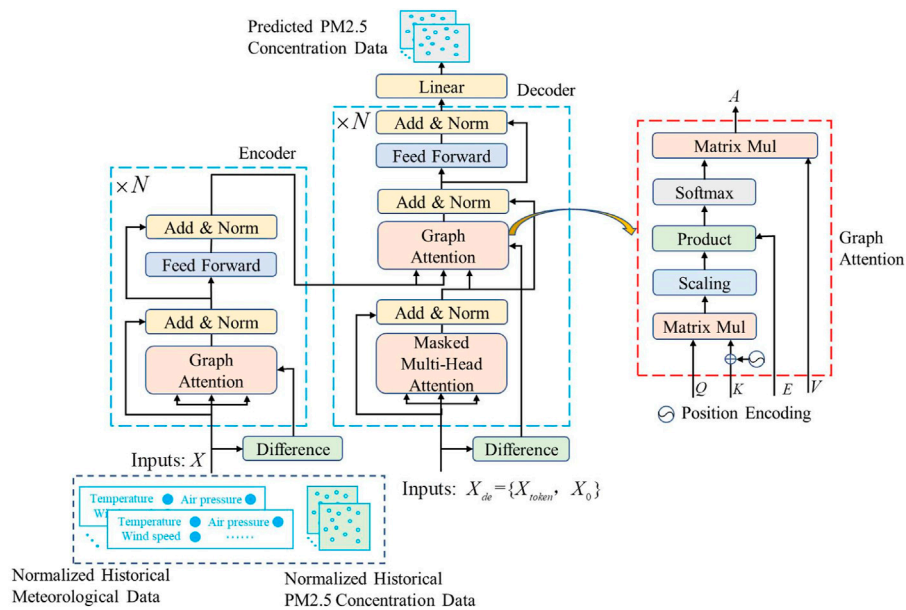 Predicted PM2.5
Concentration Data
Linear
Decoder
×N
Add & Norm
Feed Forward
Add & Norm
Graph
Attention
Add & Norm
Masked
Multi-Head
Attention
Difference
Inputs: X_de={X_token, X_0}
Encoder
×N
Add & Norm
Feed Forward
Add & Norm
Graph
Attention
Difference
Inputs: X
Temperature Air pressure
Temperature Air pressure
Wind speed ······
Normalized Historical
Meteorological Data
Normalized Historical
PM2.5 Concentration Data
A
Matrix Mul
Softmax
Product
Scaling
Matrix Mul
Q K E V
Position Encoding
Graph
Attention